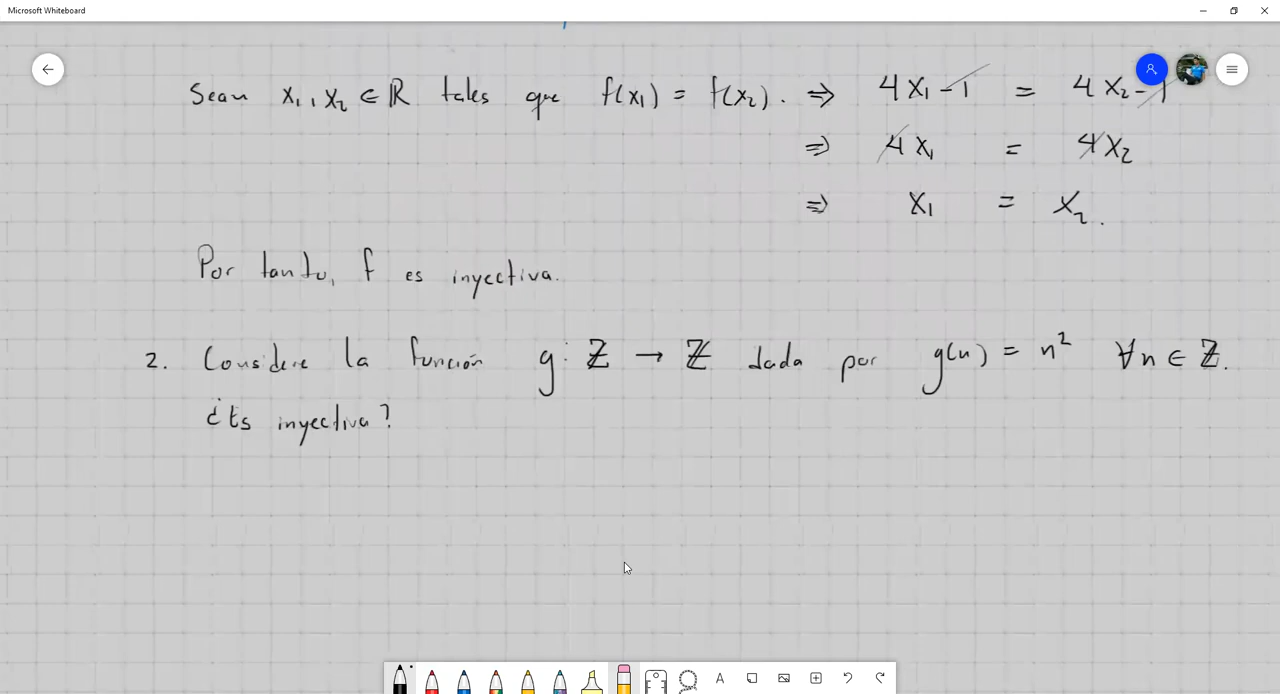 Microsoft Whiteboard
Sean x₁, x₂ ∈ ℝ tales que f(x₁) = f(x₂). ⇒ 4x₁ - 1 = 4x₂ - 1
⇒ 4x₁ = 4x₂
⇒ x₁ = x₂.
Por tanto, f es inyectiva.
2. Considere la función g: ℤ → ℤ dada por g(n) = n² ∀n ∈ ℤ.
¿Es inyectiva?
A